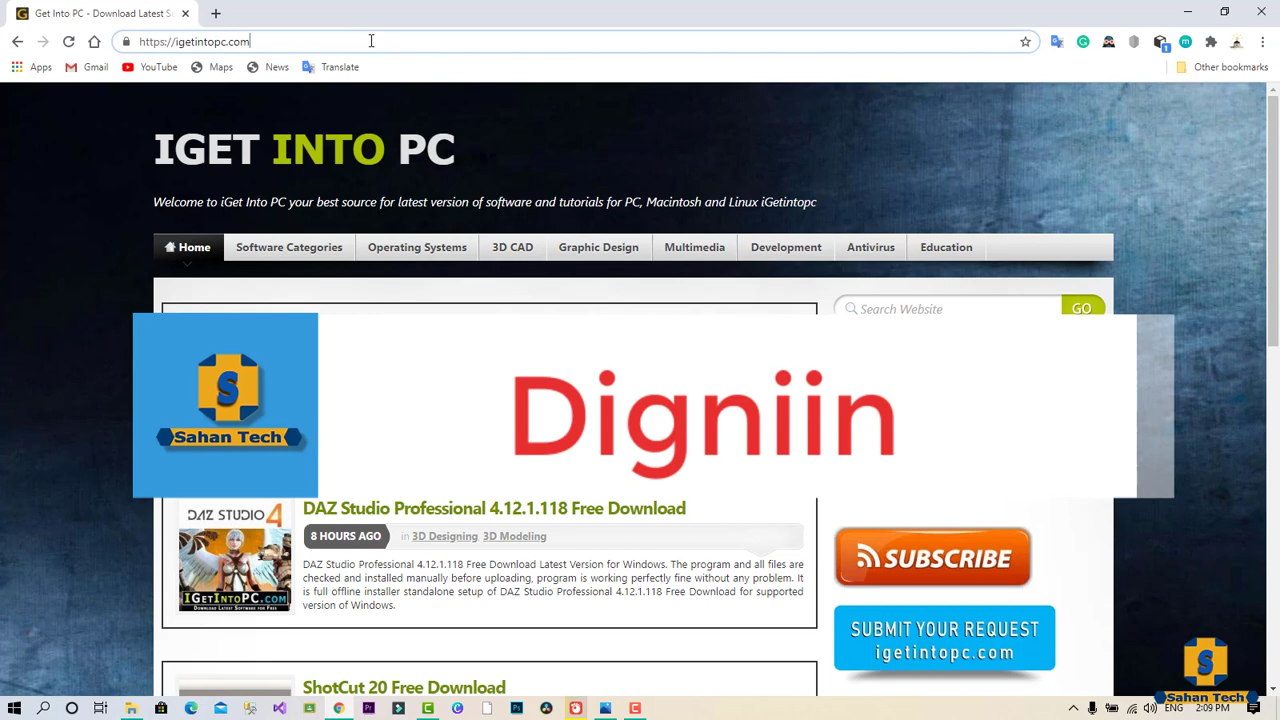 Get Into PC - Download Latest So
https://igetintopc.com
Apps Gmail YouTube Maps News Translate Other bookmarks
IGET INTO PC
Welcome to iGet Into PC your best source for latest version of software and tutorials for PC, Macintosh and Linux iGetintopc
Home Software Categories Operating Systems 3D CAD Graphic Design Multimedia Development Antivirus Education
Search Website GO
S
Sahan Tech
Digniin
DAZ STUDIO 4
IGETINTOPC.COM
DOWNLOAD LATEST SOFTWARE FOR FREE
DAZ Studio Professional 4.12.1.118 Free Download
8 HOURS AGO in 3D Designing, 3D Modeling
DAZ Studio Professional 4.12.1.118 Free Download Latest Version for Windows. The program and all files are
checked and installed manually before uploading, program is working perfectly fine without any problem. It
is full offline installer standalone setup of DAZ Studio Professional 4.12.1.118 Free Download for supported
version of Windows.
SUBSCRIBE
SUBMIT YOUR REQUEST
igetintopc.com
ShotCut 20 Free Download
S
Sahan Tech
ENG 2:09 PM